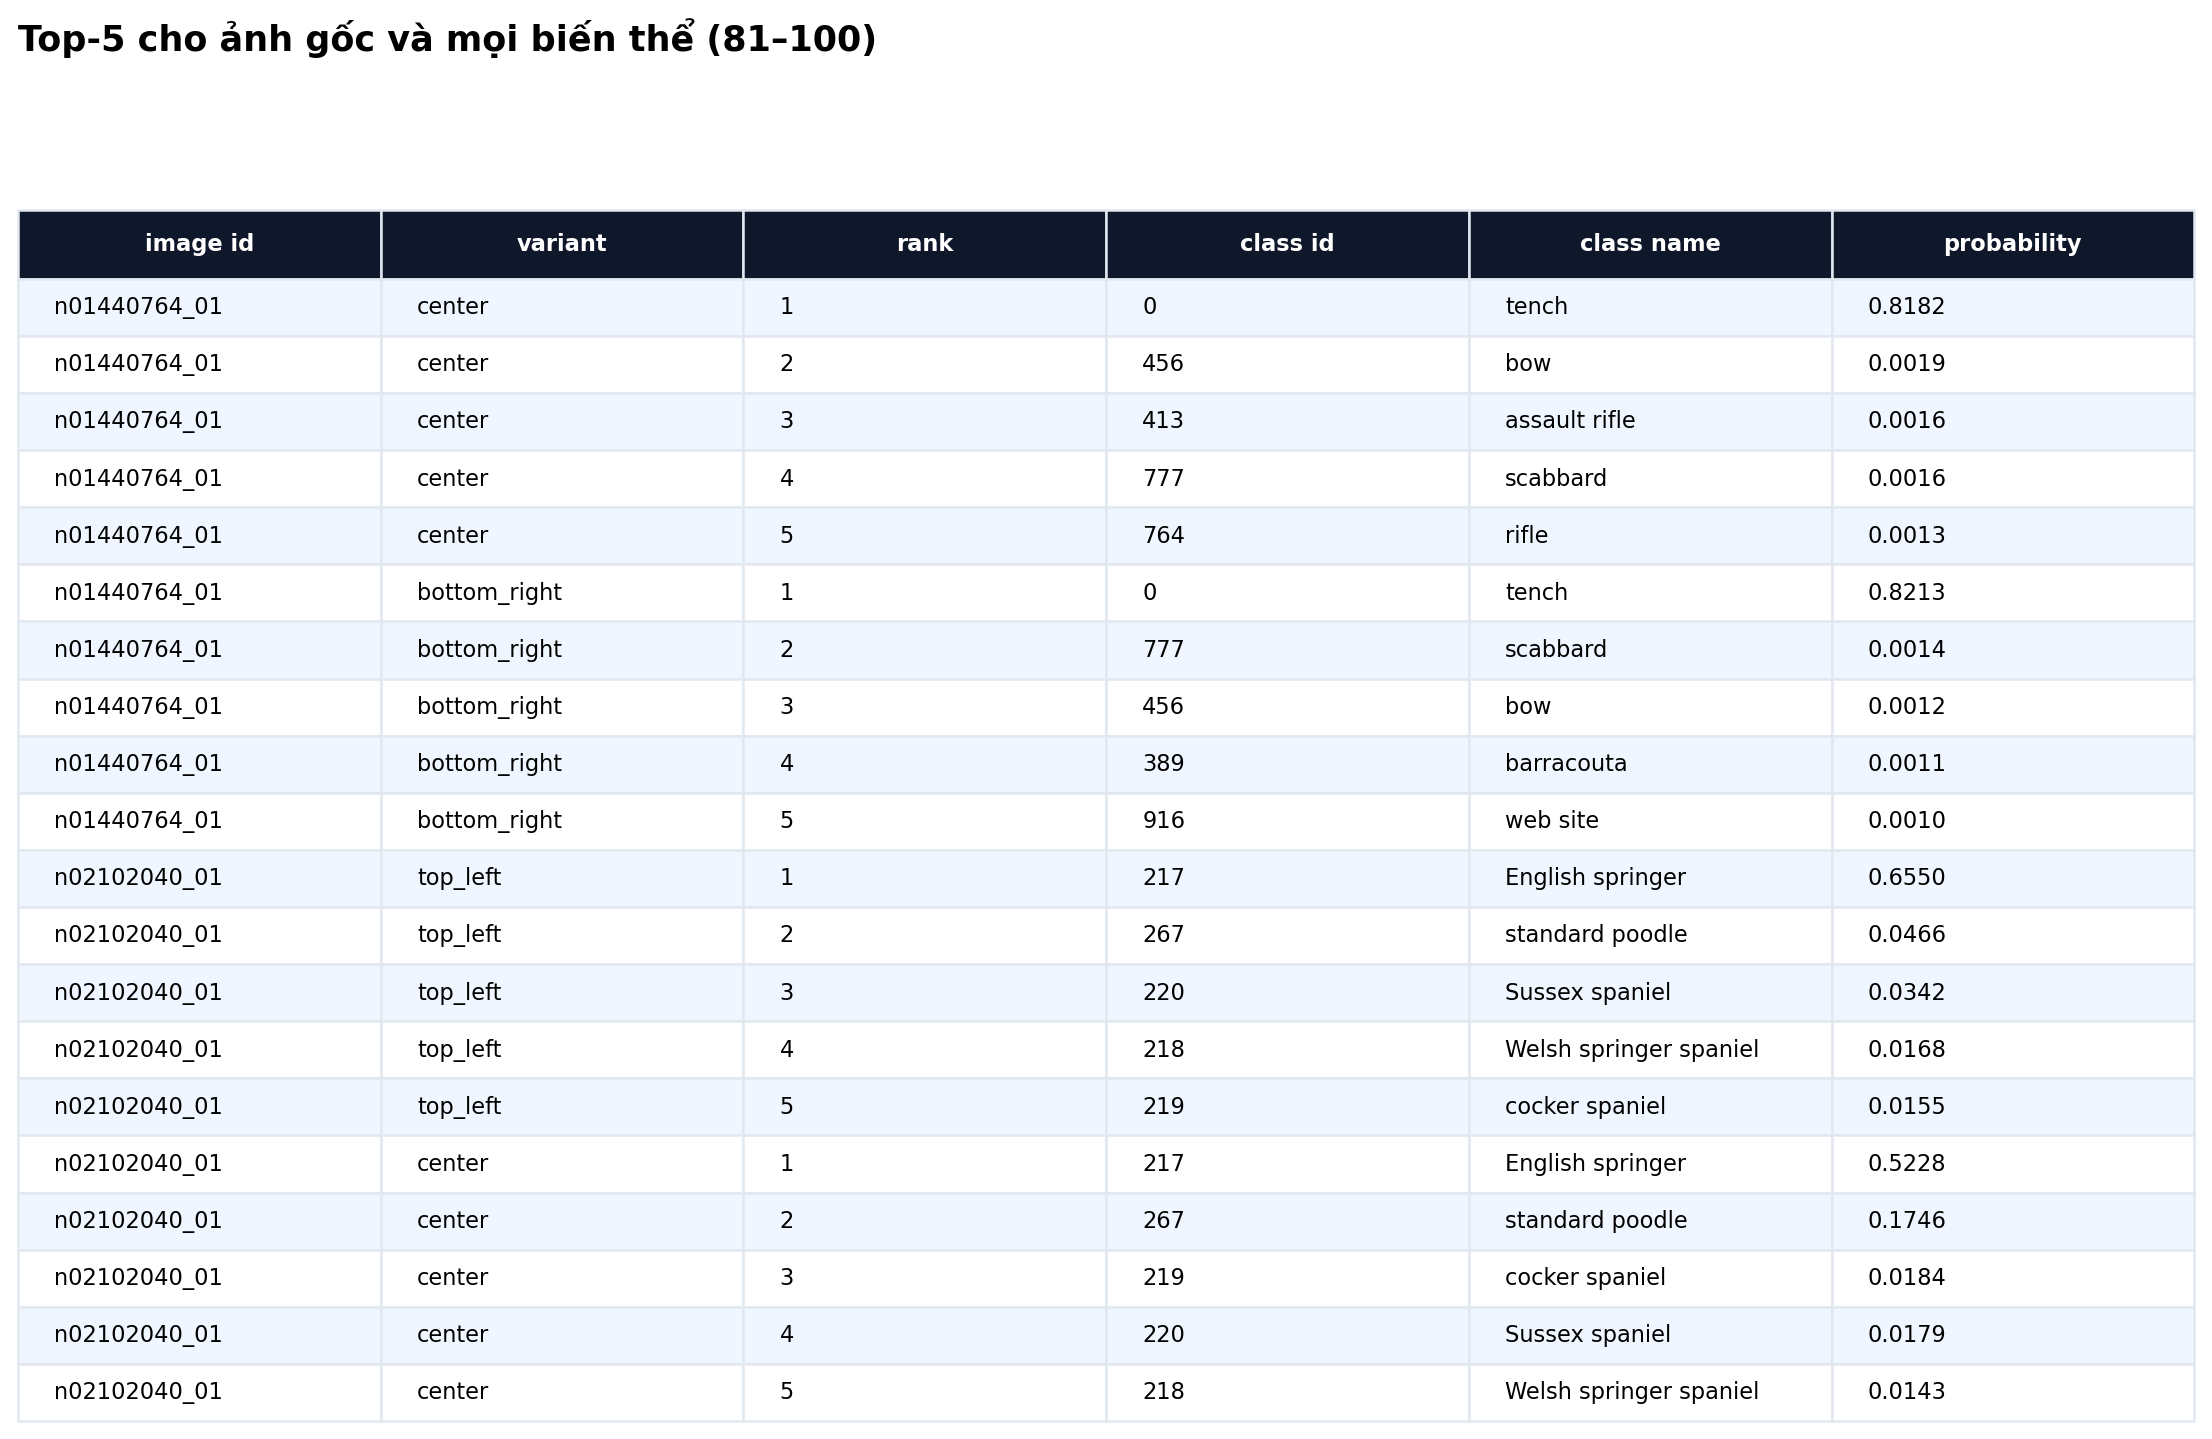 Top-5 cho ảnh gốc và mọi biến thể (81–100)
image id variant rank class id class name probability
n01440764_01 center 1 0 tench 0.8182
n01440764_01 center 2 456 bow 0.0019
n01440764_01 center 3 413 assault rifle 0.0016
n01440764_01 center 4 777 scabbard 0.0016
n01440764_01 center 5 764 rifle 0.0013
n01440764_01 bottom_right 1 0 tench 0.8213
n01440764_01 bottom_right 2 777 scabbard 0.0014
n01440764_01 bottom_right 3 456 bow 0.0012
n01440764_01 bottom_right 4 389 barracouta 0.0011
n01440764_01 bottom_right 5 916 web site 0.0010
n02102040_01 top_left 1 217 English springer 0.6550
n02102040_01 top_left 2 267 standard poodle 0.0466
n02102040_01 top_left 3 220 Sussex spaniel 0.0342
n02102040_01 top_left 4 218 Welsh springer spaniel 0.0168
n02102040_01 top_left 5 219 cocker spaniel 0.0155
n02102040_01 center 1 217 English springer 0.5228
n02102040_01 center 2 267 standard poodle 0.1746
n02102040_01 center 3 219 cocker spaniel 0.0184
n02102040_01 center 4 220 Sussex spaniel 0.0179
n02102040_01 center 5 218 Welsh springer spaniel 0.0143